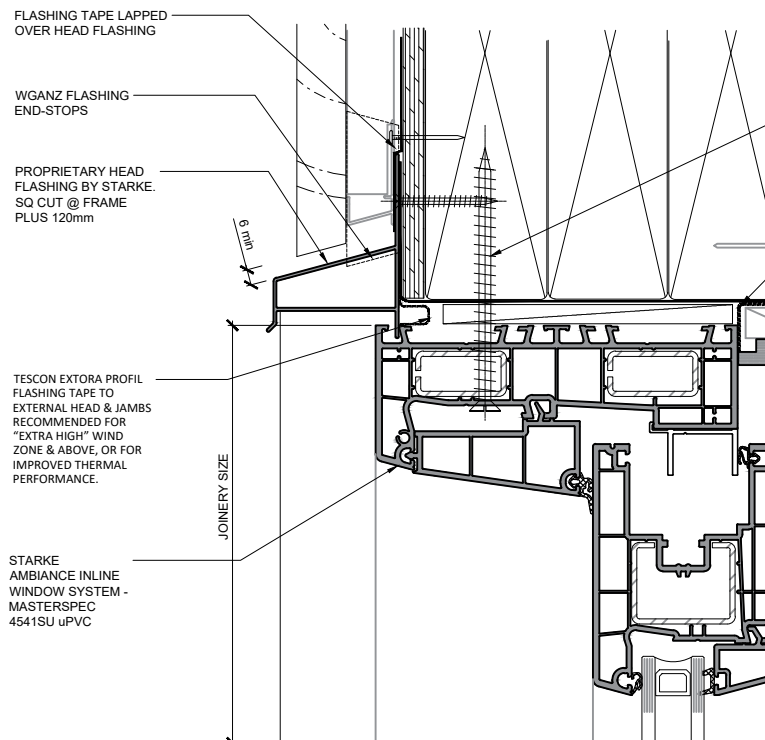 FLASHING TAPE LAPPED
OVER HEAD FLASHING
WGANZ FLASHING
END-STOPS
PROPRIETARY HEAD
FLASHING BY STARKE.
SQ CUT @ FRAME
PLUS 120mm
6 min
TESCON EXTORA PROFIL
FLASHING TAPE TO
EXTERNAL HEAD & JAMBS
RECOMMENDED FOR
“EXTRA HIGH” WIND
ZONE & ABOVE, OR FOR
IMPROVED THERMAL
PERFORMANCE.
JOINERY SIZE
STARKE
AMBIANCE INLINE
WINDOW SYSTEM -
MASTERSPEC
4541SU uPVC